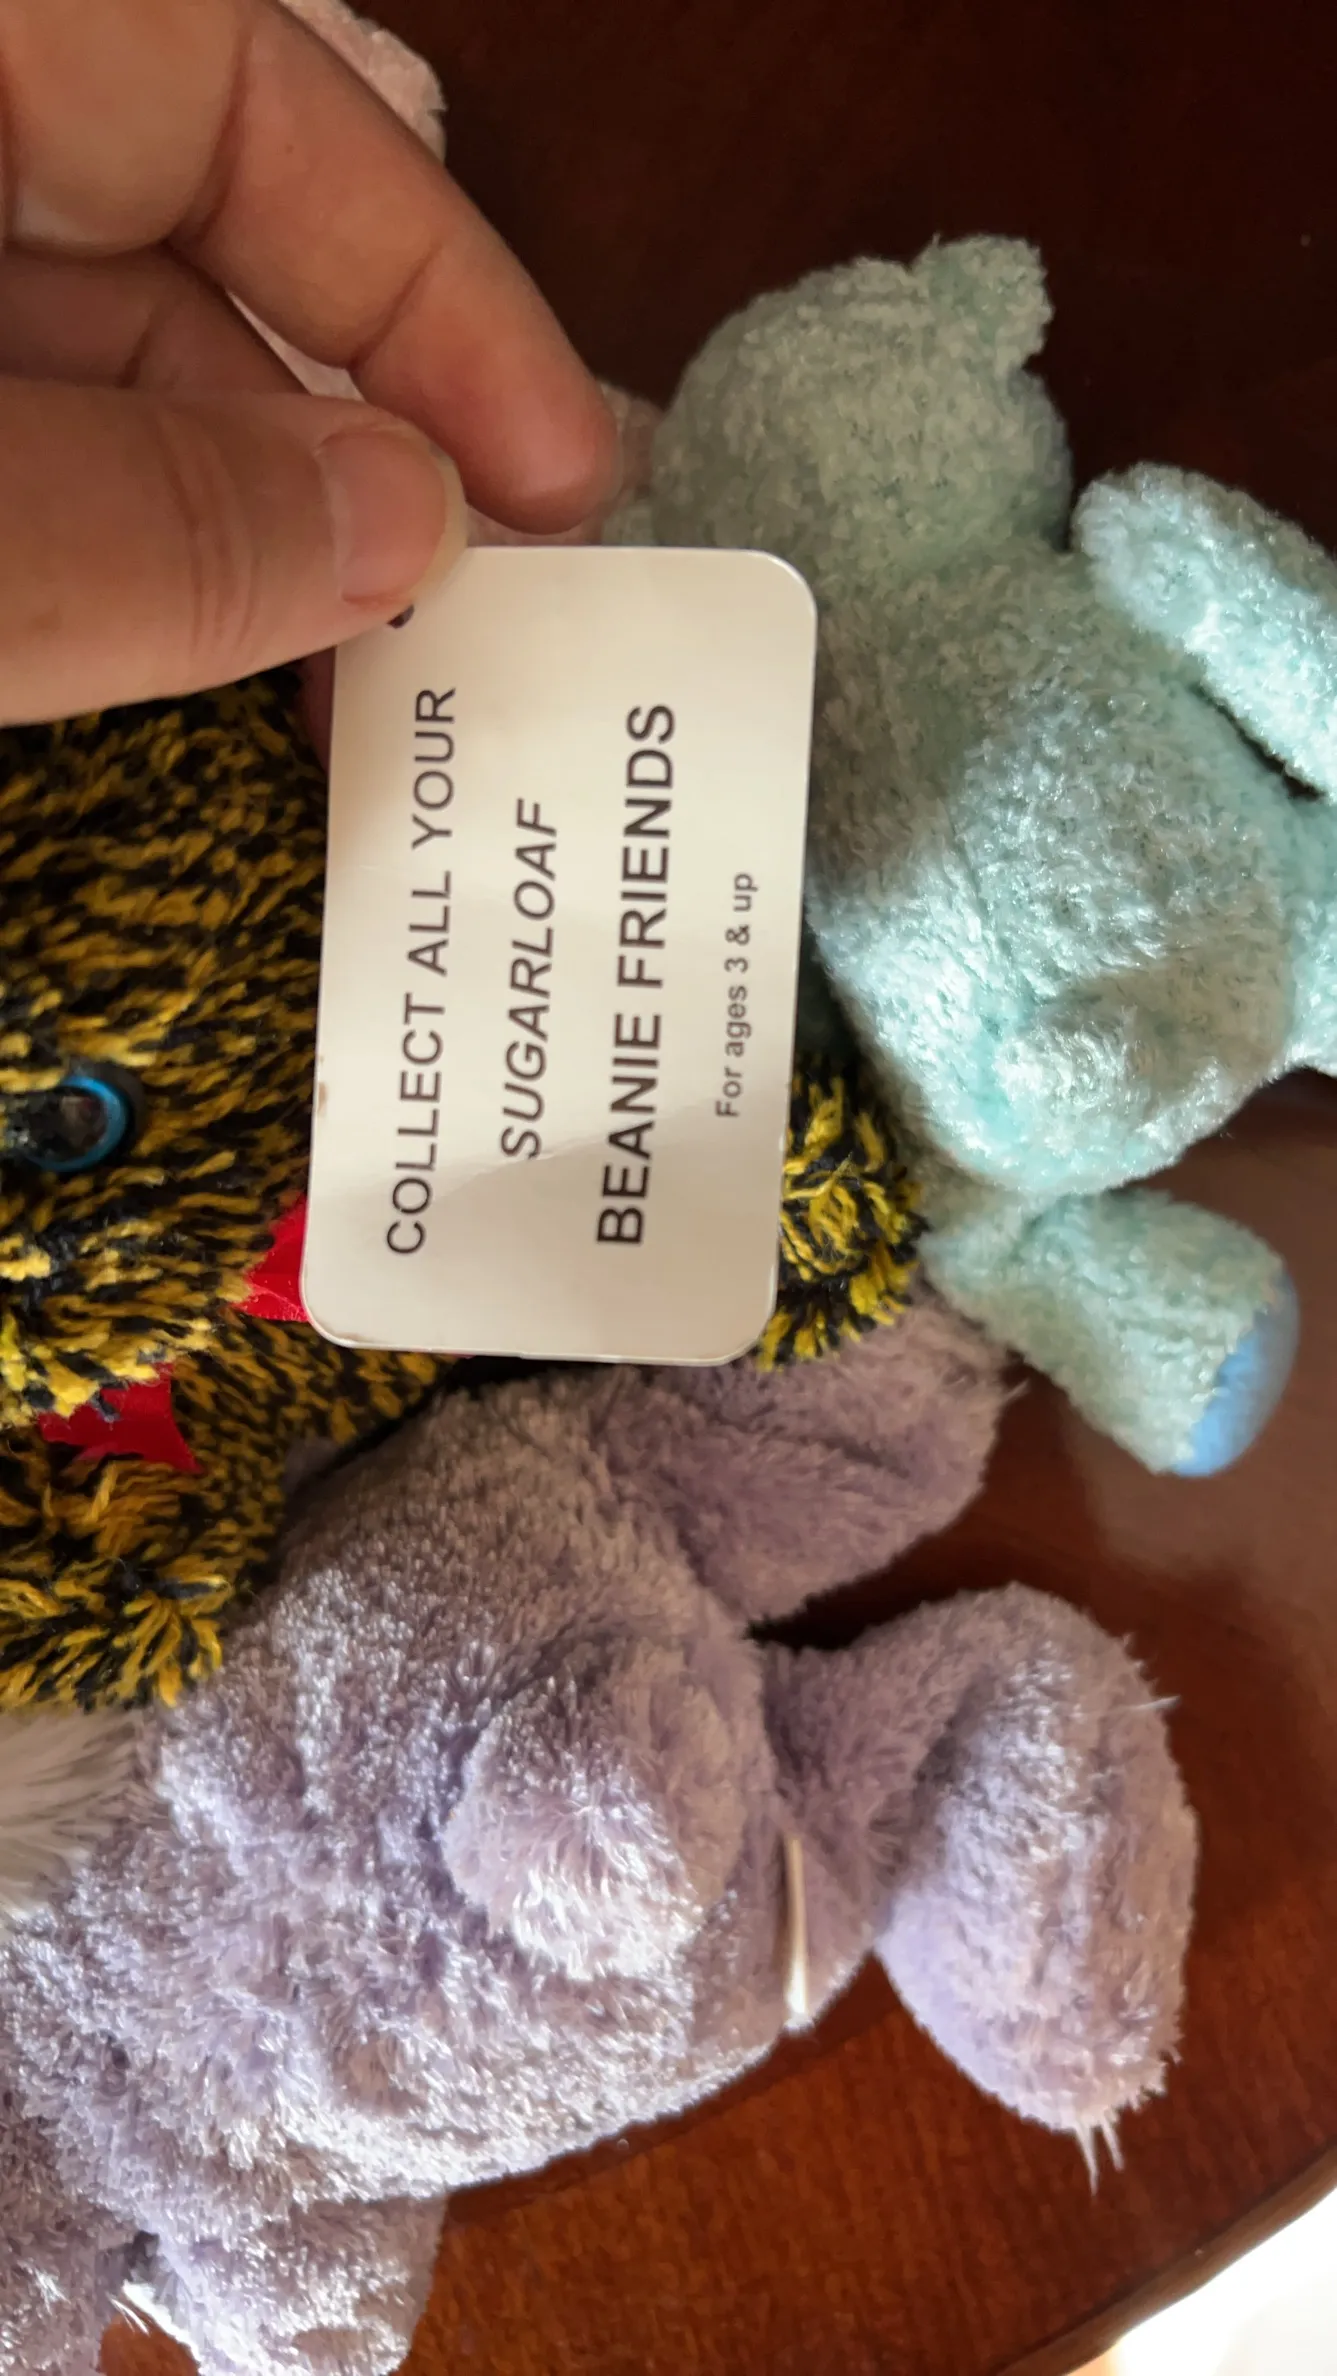 COLLECT ALL YOUR
SUGARLOAF
BEANIE FRIENDS
For ages 3 & up